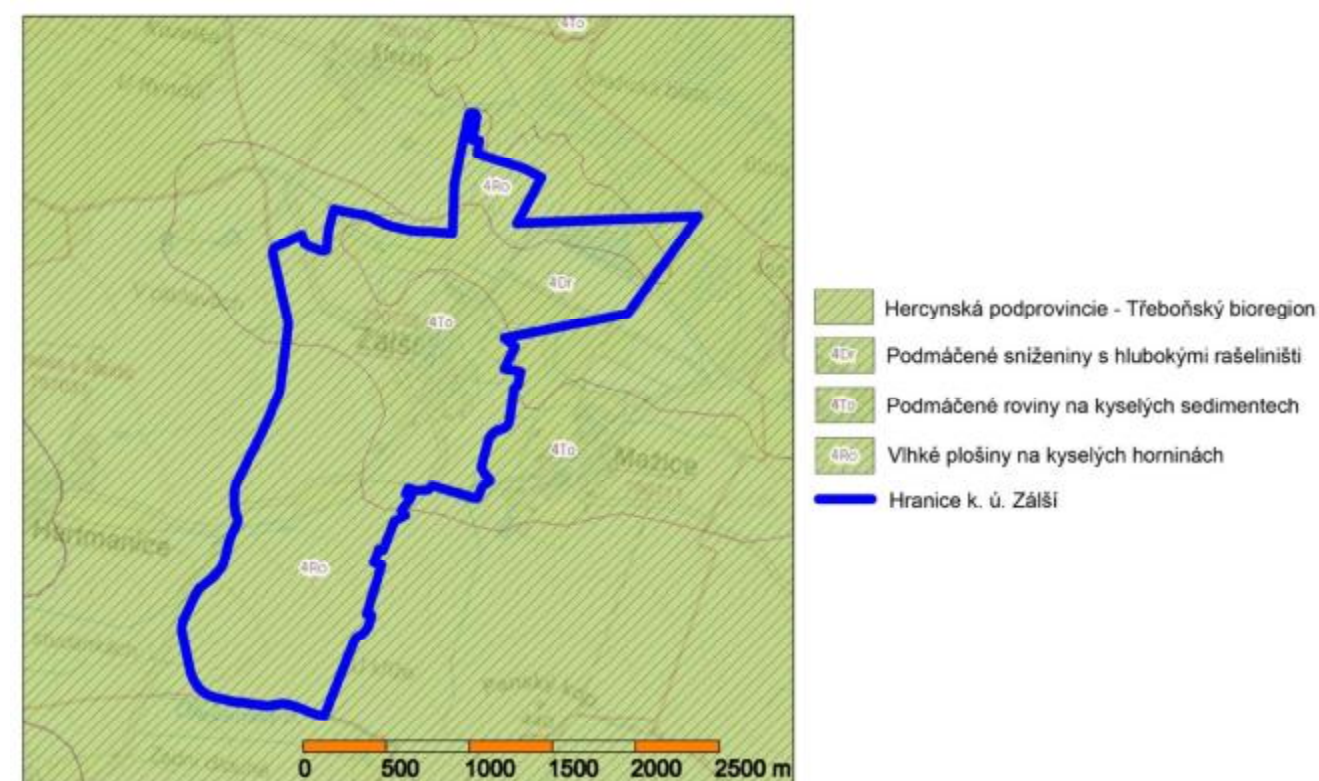 4To
4Ro
4Dr
4To
Zálší
4To
Mažice
Hartmanice
4Ro
0 500 1000 1500 2000 2500 m
Hercynská podprovincie - Třeboňský bioregion
4Dr Podmáčené sníženiny s hlubokými rašeliništi
4To Podmáčené roviny na kyselých sedimentech
4Ro Vlhké plošiny na kyselých horninách
Hranice k. ú. Zálší